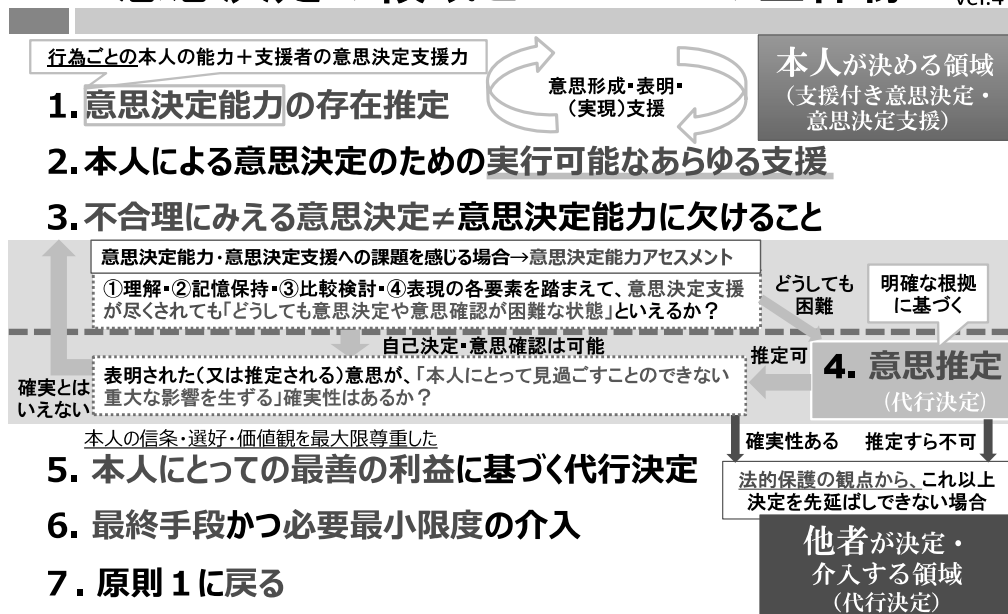 ver.4
行為ごとの本人の能力＋支援者の意思決定支援力
意思形成・表明・
（実現）支援
本人が決める領域
（支援付き意思決定・
意思決定支援）
1.意思決定能力の存在推定
2.本人による意思決定のための実行可能なあらゆる支援
3.不合理にみえる意思決定≠意思決定能力に欠けること
意思決定能力・意思決定支援への課題を感じる場合→意思決定能力アセスメント
①理解・②記憶保持・③比較検討・④表現の各要素を踏まえて、意思決定支援
が尽くされても「どうしても意思決定や意思確認が困難な状態」といえるか？
どうしても
困難
明確な根拠
に基づく
自己決定・意思確認は可能
推定可
4. 意思推定
（代行決定）
確実とは
いえない
表明された（又は推定される）意思が、「本人にとって見過ごすことのできない
重大な影響を生ずる」確実性はあるか？
本人の信条・選好・価値観を最大限尊重した
確実性ある
推定すら不可
5. 本人にとっての最善の利益に基づく代行決定
法的保護の観点から、これ以上
決定を先延ばしできない場合
6. 最終手段かつ必要最小限度の介入
他者が決定・
介入する領域
（代行決定）
7. 原則１に戻る